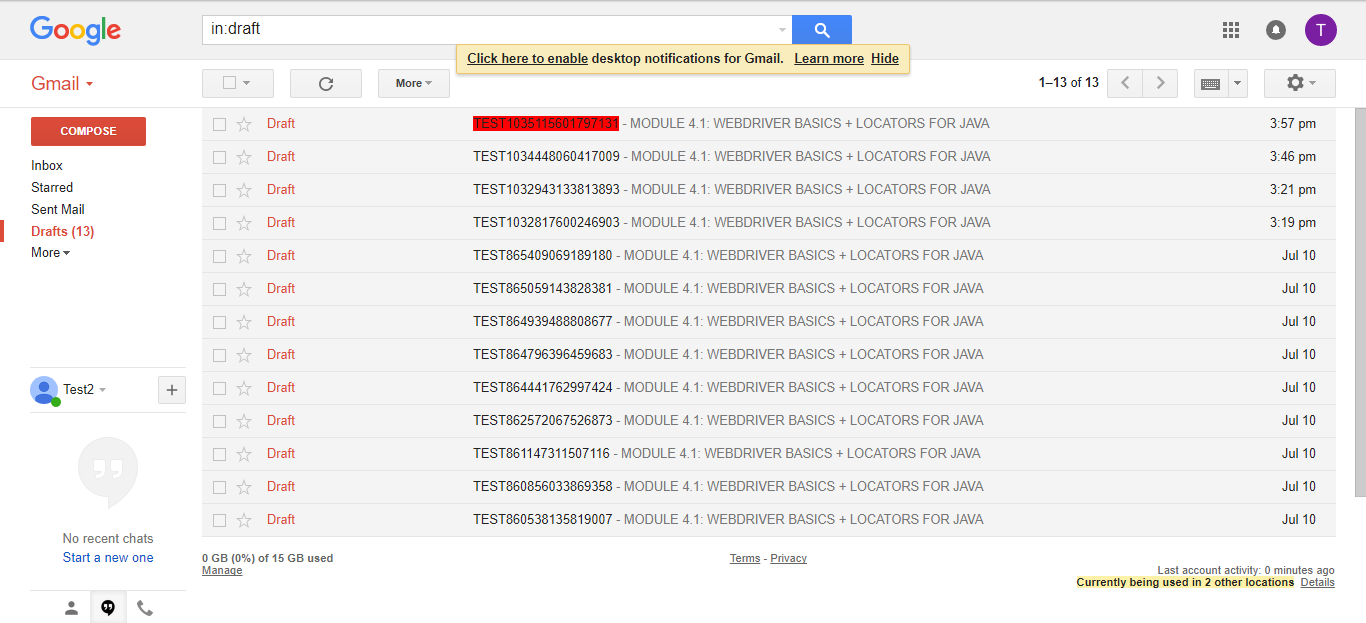 Google
in:draft
T
Click here to enable desktop notifications for Gmail. Learn more Hide
Gmail
More
1–13 of 13
COMPOSE
Inbox
Starred
Sent Mail
Drafts (13)
More
Draft TEST1035115601797131 - MODULE 4.1: WEBDRIVER BASICS + LOCATORS FOR JAVA 3:57 pm
Draft TEST1034448060417009 - MODULE 4.1: WEBDRIVER BASICS + LOCATORS FOR JAVA 3:46 pm
Draft TEST1032943133813893 - MODULE 4.1: WEBDRIVER BASICS + LOCATORS FOR JAVA 3:21 pm
Draft TEST1032817600246903 - MODULE 4.1: WEBDRIVER BASICS + LOCATORS FOR JAVA 3:19 pm
Draft TEST865409069189180 - MODULE 4.1: WEBDRIVER BASICS + LOCATORS FOR JAVA Jul 10
Draft TEST865059143828381 - MODULE 4.1: WEBDRIVER BASICS + LOCATORS FOR JAVA Jul 10
Draft TEST864939488808677 - MODULE 4.1: WEBDRIVER BASICS + LOCATORS FOR JAVA Jul 10
Draft TEST864796396459683 - MODULE 4.1: WEBDRIVER BASICS + LOCATORS FOR JAVA Jul 10
Draft TEST864441762997424 - MODULE 4.1: WEBDRIVER BASICS + LOCATORS FOR JAVA Jul 10
Draft TEST862572067526873 - MODULE 4.1: WEBDRIVER BASICS + LOCATORS FOR JAVA Jul 10
Draft TEST861147311507116 - MODULE 4.1: WEBDRIVER BASICS + LOCATORS FOR JAVA Jul 10
Draft TEST860856033869358 - MODULE 4.1: WEBDRIVER BASICS + LOCATORS FOR JAVA Jul 10
Draft TEST860538135819007 - MODULE 4.1: WEBDRIVER BASICS + LOCATORS FOR JAVA Jul 10
Test2
No recent chats
Start a new one
0 GB (0%) of 15 GB used
Manage
Terms - Privacy
Last account activity: 0 minutes ago
Currently being used in 2 other locations Details